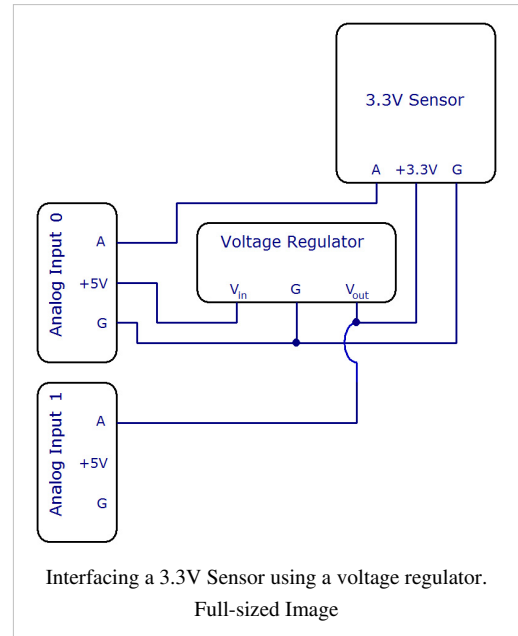 3.3V Sensor
A +3.3V G
Analog Input 0
A
+5V
G
Voltage Regulator
Vin G Vout
Analog Input 1
A
+5V
G
Interfacing a 3.3V Sensor using a voltage regulator.
Full-sized Image